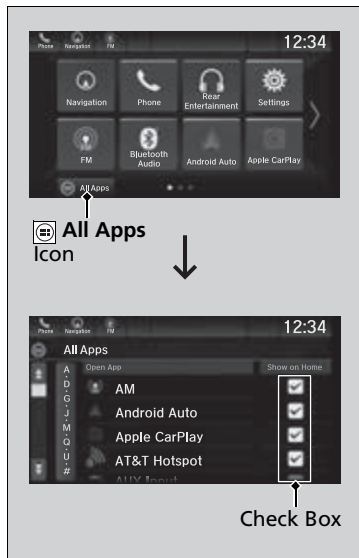 Phone Navigation FM 12:34
Navigation Phone Rear Entertainment Settings
FM Bluetooth Audio Android Auto Apple CarPlay
All Apps
All Apps
Icon
Phone Navigation FM 12:34
All Apps
Open App Show on Home
A
D
G
J
M
Q
U
#
AM
Android Auto
Apple CarPlay
AT&T Hotspot
AUX Input
Check Box